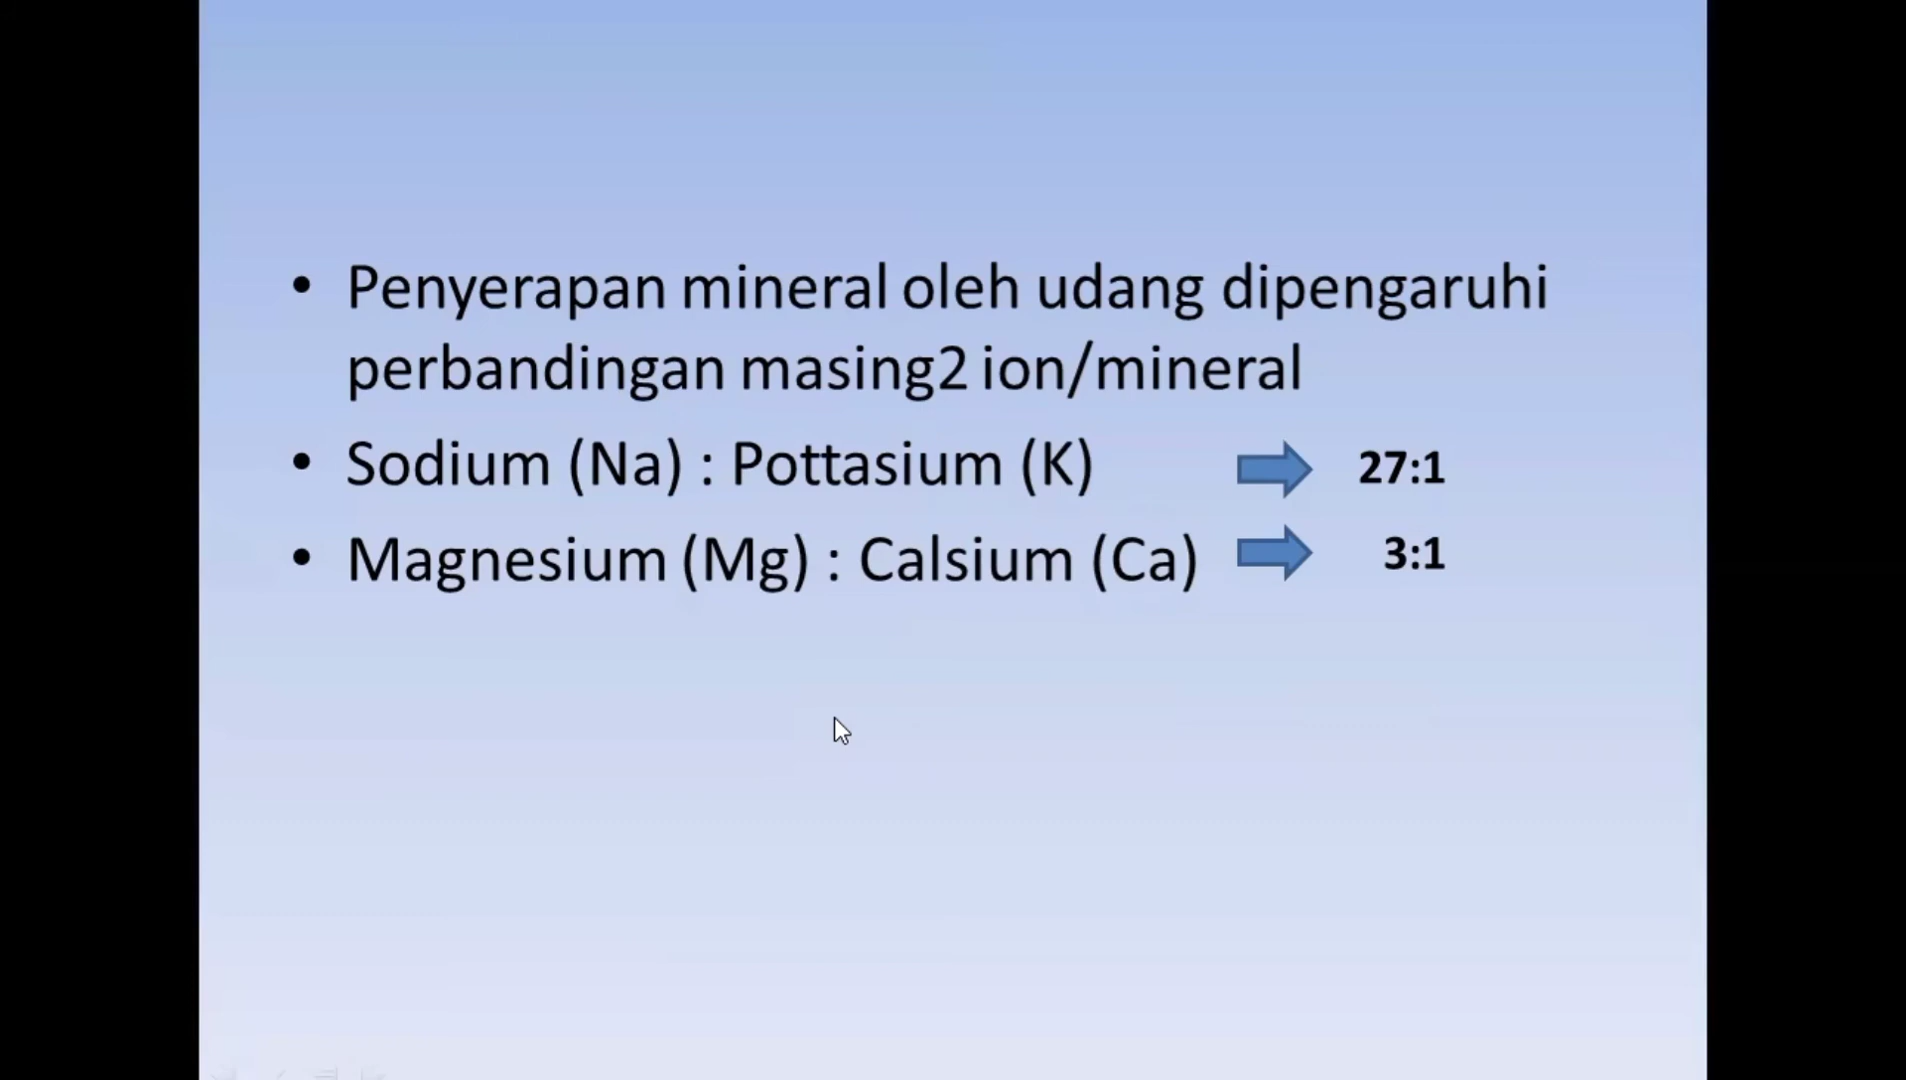 • Penyerapan mineral oleh udang dipengaruhi
perbandingan masing2 ion/mineral
• Sodium (Na) : Pottasium (K) 27:1
• Magnesium (Mg) : Calsium (Ca) 3:1